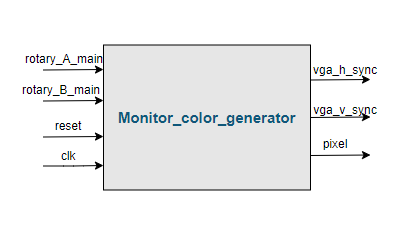 rotary_A_main
rotary_B_main
reset
clk
Monitor_color_generator
vga_h_sync
vga_v_sync
pixel